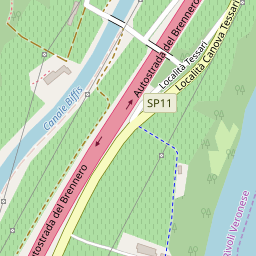 Canale Biffis
Autostrada del Brennero
Località Tessari
Località Canova Tessari
SP11
Autostrada del Brennero
Rivoli Veronese